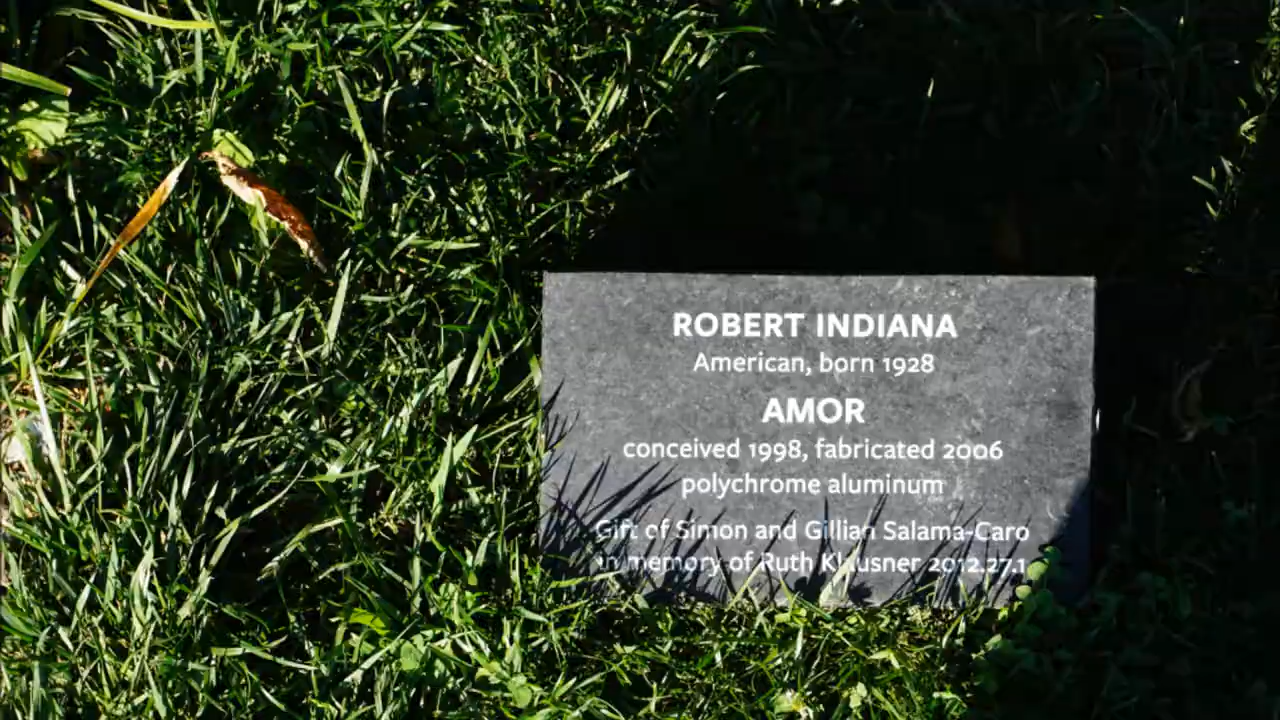 ROBERT INDIANA
American, born 1928
AMOR
conceived 1998, fabricated 2006
polychrome aluminum
Gift of Simon and Gillian Salama-Caro
in memory of Ruth Klausner 2012.27.1